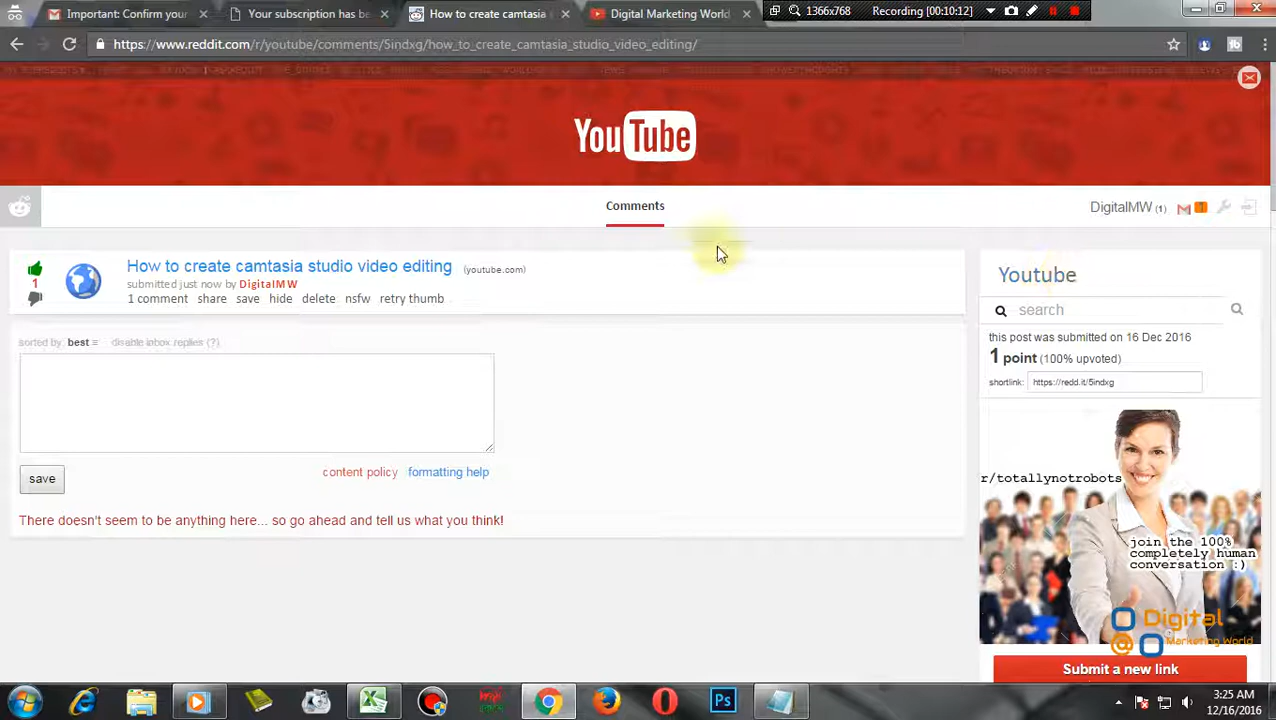 Important: Confirm your
Your subscription has be
How to create camtasia
Digital Marketing World
1366x768
Recording [00:10:12]
https://www.reddit.com/r/youtube/comments/5indxg/how_to_create_camtasia_studio_video_editing/
YouTube
Comments
DigitalMW (1)
1
How to create camtasia studio video editing (youtube.com)
submitted just now by DigitalMW
1
1 comment share save hide delete nsfw retry thumb
Youtube
search
this post was submitted on 16 Dec 2016
1 point (100% upvoted)
shortlink: https://redd.it/5indxg
sorted by: best
disable inbox replies (?)
save
content policy formatting help
There doesn't seem to be anything here... so go ahead and tell us what you think!
r/totallynotrobots
join the 100%
completely human
conversation :)
Digital
Marketing World
Submit a new link
Ps
3:25 AM
12/16/2016